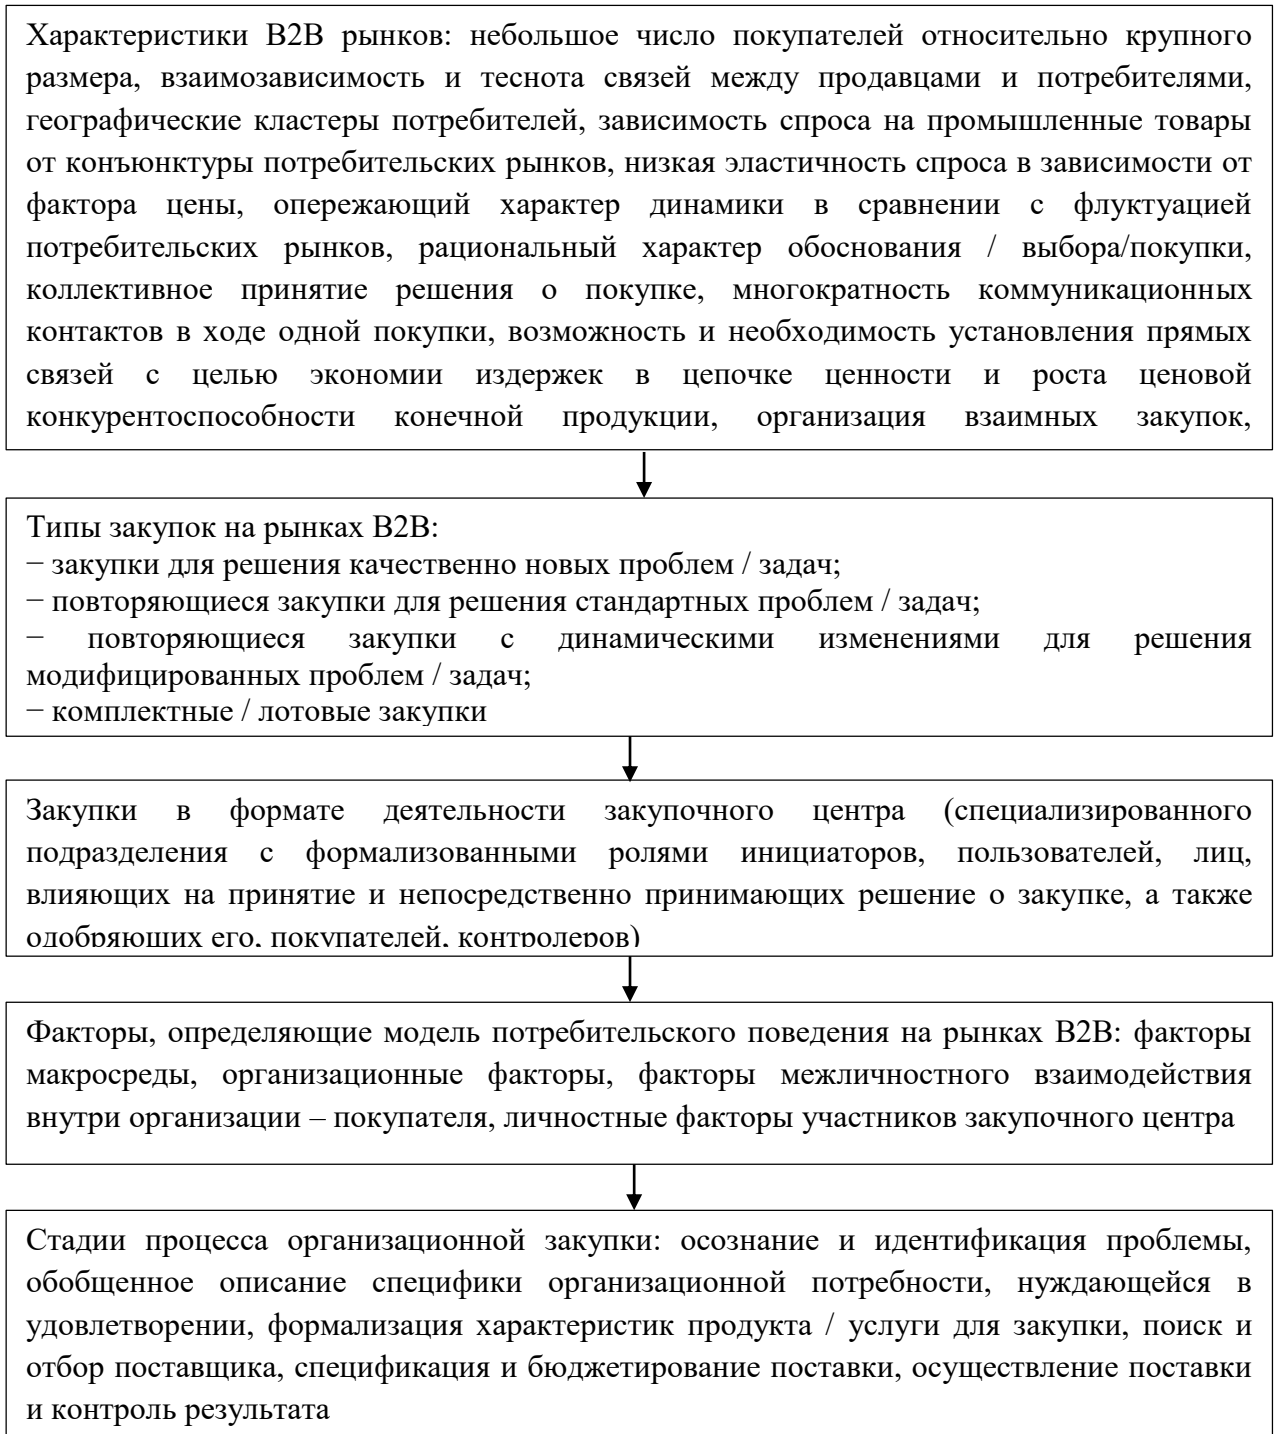 Характеристики B2B рынков: небольшое число покупателей относительно крупного
размера, взаимозависимость и теснота связей между продавцами и потребителями,
географические кластеры потребителей, зависимость спроса на промышленные товары
от конъюнктуры потребительских рынков, низкая эластичность спроса в зависимости от
фактора цены, опережающий характер динамики в сравнении с флуктуацией
потребительских рынков, рациональный характер обоснования / выбора/покупки,
коллективное принятие решения о покупке, многократность коммуникационных
контактов в ходе одной покупки, возможность и необходимость установления прямых
связей с целью экономии издержек в цепочке ценности и роста ценовой
конкурентоспособности конечной продукции, организация взаимных закупок,
Типы закупок на рынках B2B:
− закупки для решения качественно новых проблем / задач;
− повторяющиеся закупки для решения стандартных проблем / задач;
− повторяющиеся закупки с динамическими изменениями для решения
модифицированных проблем / задач;
− комплектные / лотовые закупки
Закупки в формате деятельности закупочного центра (специализированного
подразделения с формализованными ролями инициаторов, пользователей, лиц,
влияющих на принятие и непосредственно принимающих решение о закупке, а также
одобряющих его, покупателей, контролеров)
Факторы, определяющие модель потребительского поведения на рынках B2B: факторы
макросреды, организационные факторы, факторы межличностного взаимодействия
внутри организации – покупателя, личностные факторы участников закупочного центра
Стадии процесса организационной закупки: осознание и идентификация проблемы,
обобщенное описание специфики организационной потребности, нуждающейся в
удовлетворении, формализация характеристик продукта / услуги для закупки, поиск и
отбор поставщика, спецификация и бюджетирование поставки, осуществление поставки
и контроль результата